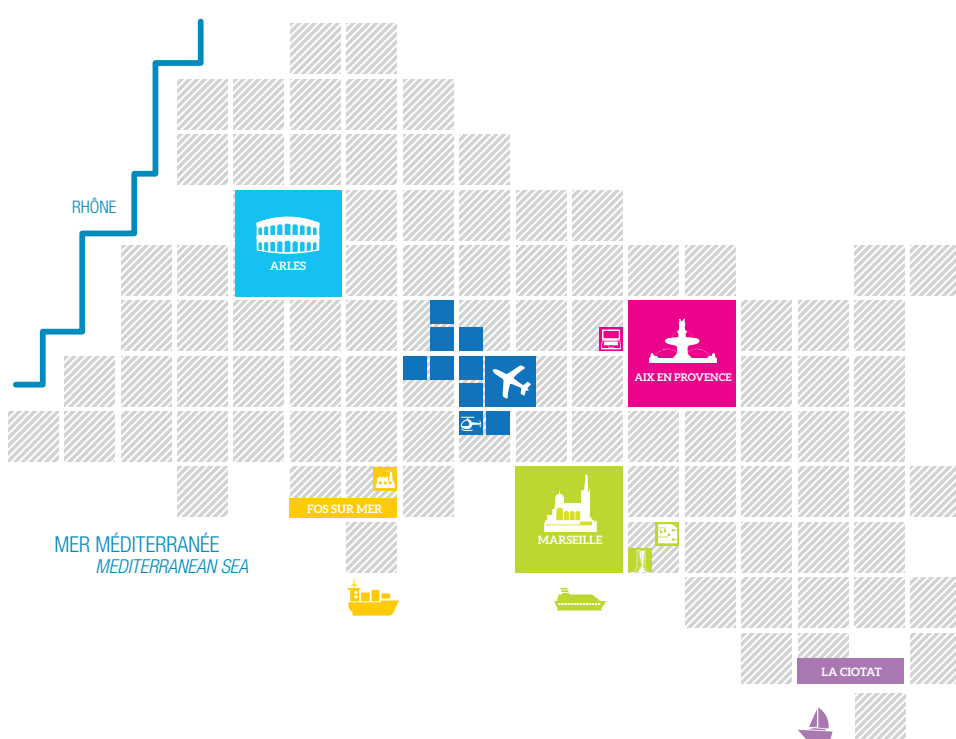 RHÔNE
ARLES
AIX EN PROVENCE
FOS SUR MER
MARSEILLE
MER MÉDITERRANÉE
MEDITERRANEAN SEA
LA CIOTAT